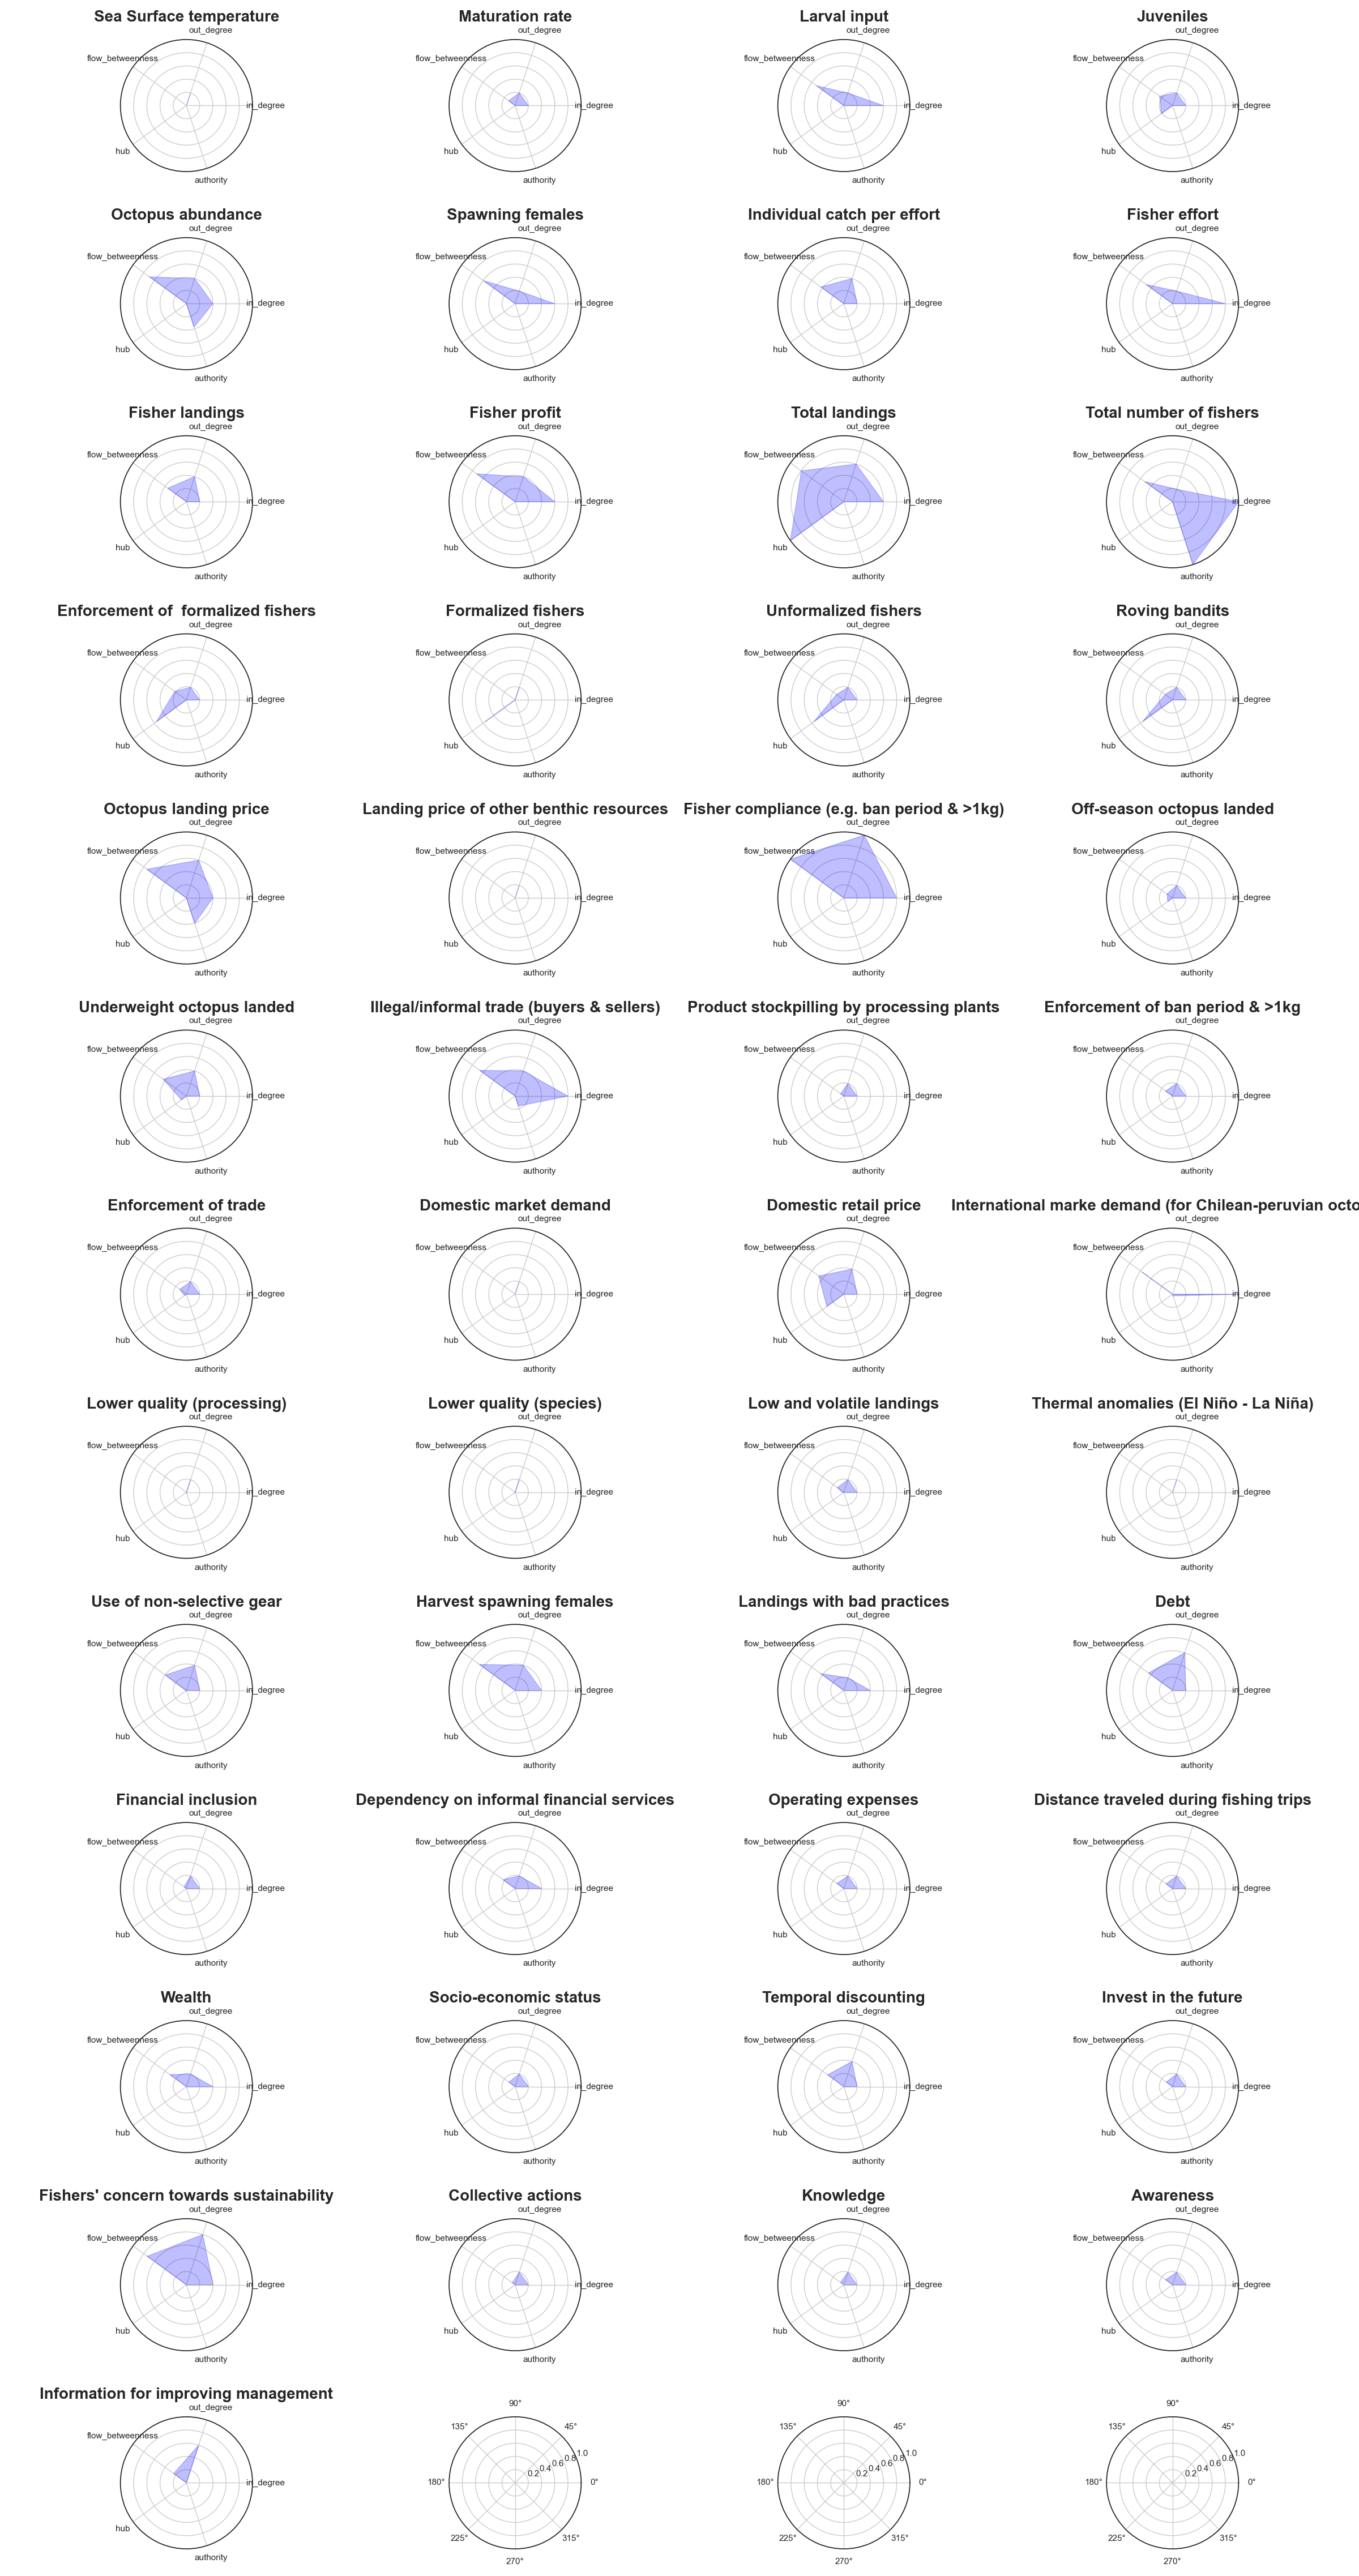 Sea Surface temperature Maturation rate Larval input Juveniles
out_degree out_degree out_degree out_degree
flow_betweenness flow_betweenness flow_betweenness flow_betweenness
in_degree in_degree in_degree in_degree
hub hub hub hub
authority authority authority authority
Octopus abundance Spawning females Individual catch per effort Fisher effort
out_degree out_degree out_degree out_degree
flow_betweenness flow_betweenness flow_betweenness flow_betweenness
in_degree in_degree in_degree in_degree
hub hub hub hub
authority authority authority authority
Fisher landings Fisher profit Total landings Total number of fishers
out_degree out_degree out_degree out_degree
flow_betweenness flow_betweenness flow_betweenness flow_betweenness
in_degree in_degree in_degree in_degree
hub hub hub hub
authority authority authority authority
Enforcement of  formalized fishers Formalized fishers Unformalized fishers Roving bandits
out_degree out_degree out_degree out_degree
flow_betweenness flow_betweenness flow_betweenness flow_betweenness
in_degree in_degree in_degree in_degree
hub hub hub hub
authority authority authority authority
Octopus landing price Landing price of other benthic resources Fisher compliance (e.g. ban period & >1kg) Off-season octopus landed
out_degree out_degree out_degree out_degree
flow_betweenness flow_betweenness flow_betweenness flow_betweenness
in_degree in_degree in_degree in_degree
hub hub hub hub
authority authority authority authority
Underweight octopus landed Illegal/informal trade (buyers & sellers) Product stockpilling by processing plants Enforcement of ban period & >1kg
out_degree out_degree out_degree out_degree
flow_betweenness flow_betweenness flow_betweenness flow_betweenness
in_degree in_degree in_degree in_degree
hub hub hub hub
authority authority authority authority
Enforcement of trade Domestic market demand Domestic retail price International marke demand (for Chilean-peruvian octo
out_degree out_degree out_degree out_degree
flow_betweenness flow_betweenness flow_betweenness flow_betweenness
in_degree in_degree in_degree in_degree
hub hub hub hub
authority authority authority authority
Lower quality (processing) Lower quality (species) Low and volatile landings Thermal anomalies (El Niño - La Niña)
out_degree out_degree out_degree out_degree
flow_betweenness flow_betweenness flow_betweenness flow_betweenness
in_degree in_degree in_degree in_degree
hub hub hub hub
authority authority authority authority
Use of non-selective gear Harvest spawning females Landings with bad practices Debt
out_degree out_degree out_degree out_degree
flow_betweenness flow_betweenness flow_betweenness flow_betweenness
in_degree in_degree in_degree in_degree
hub hub hub hub
authority authority authority authority
Financial inclusion Dependency on informal financial services Operating expenses Distance traveled during fishing trips
out_degree out_degree out_degree out_degree
flow_betweenness flow_betweenness flow_betweenness flow_betweenness
in_degree in_degree in_degree in_degree
hub hub hub hub
authority authority authority authority
Wealth Socio-economic status Temporal discounting Invest in the future
out_degree out_degree out_degree out_degree
flow_betweenness flow_betweenness flow_betweenness flow_betweenness
in_degree in_degree in_degree in_degree
hub hub hub hub
authority authority authority authority
Fishers' concern towards sustainability Collective actions Knowledge Awareness
out_degree out_degree out_degree out_degree
flow_betweenness flow_betweenness flow_betweenness flow_betweenness
in_degree in_degree in_degree in_degree
hub hub hub hub
authority authority authority authority
Information for improving management
out_degree 90° 90° 90°
flow_betweenness 135° 45° 135° 45° 135° 45°
0.2 0.4 0.6 0.8 1.0 0.2 0.4 0.6 0.8 1.0 0.2 0.4 0.6 0.8 1.0
in_degree 180° 0° 180° 0° 180° 0°
hub 225° 315° 225° 315° 225° 315°
authority 270° 270° 270°